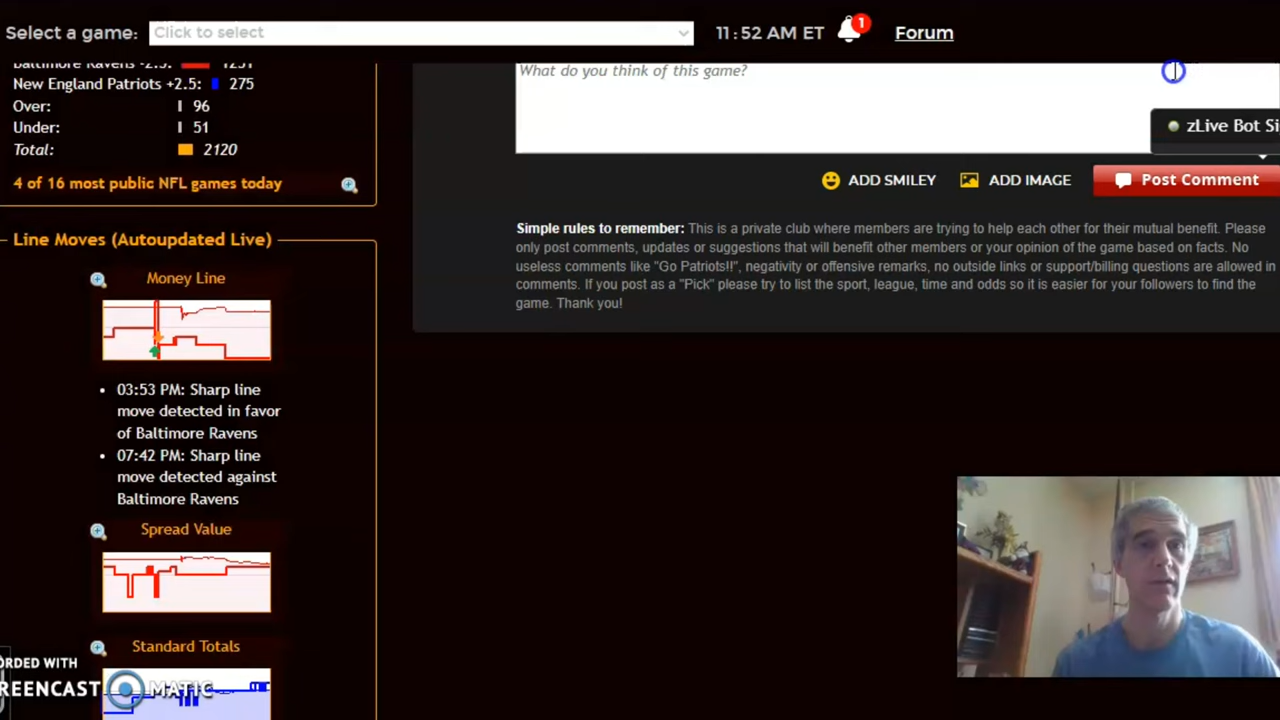 Select a game: Click to select 11:52 AM ET 1 Forum
Baltimore Ravens -2.5: 1251
New England Patriots +2.5: 275
Over: 96
Under: 51
Total: 2120
4 of 16 most public NFL games today
Line Moves (Autoupdated Live)
Money Line
03:53 PM: Sharp line
move detected in favor
of Baltimore Ravens
07:42 PM: Sharp line
move detected against
Baltimore Ravens
Spread Value
Standard Totals
What do you think of this game?
zLive Bot Si
ADD SMILEY ADD IMAGE Post Comment
Simple rules to remember: This is a private club where members are trying to help each other for their mutual benefit. Please
only post comments, updates or suggestions that will benefit other members or your opinion of the game based on facts. No
useless comments like "Go Patriots!!", negativity or offensive remarks, no outside links or support/billing questions are allowed in
comments. If you post as a "Pick" please try to list the sport, league, time and odds so it is easier for your followers to find the
game. Thank you!
ORDED WITH
REENCAST MATIC